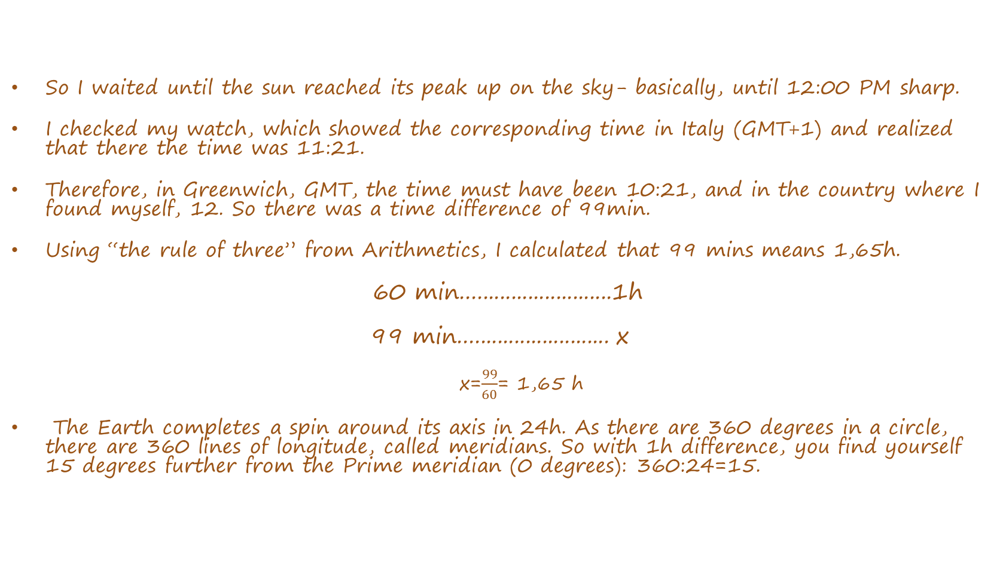 • So I waited until the sun reached its peak up on the sky- basically, until 12:00 PM sharp.
• I checked my watch, which showed the corresponding time in Italy (GMT+1) and realized
that there the time was 11:21.
• Therefore, in Greenwich, GMT, the time must have been 10:21, and in the country where I
found myself, 12. So there was a time difference of 99min.
• Using “the rule of three” from Arithmetics, I calculated that 99 mins means 1,65h.
60 min..........................1h
99 min.......................... x
x=99/60= 1,65 h
• The Earth completes a spin around its axis in 24h. As there are 360 degrees in a circle,
there are 360 lines of longitude, called meridians. So with 1h difference, you find yourself
15 degrees further from the Prime meridian (0 degrees): 360:24=15.